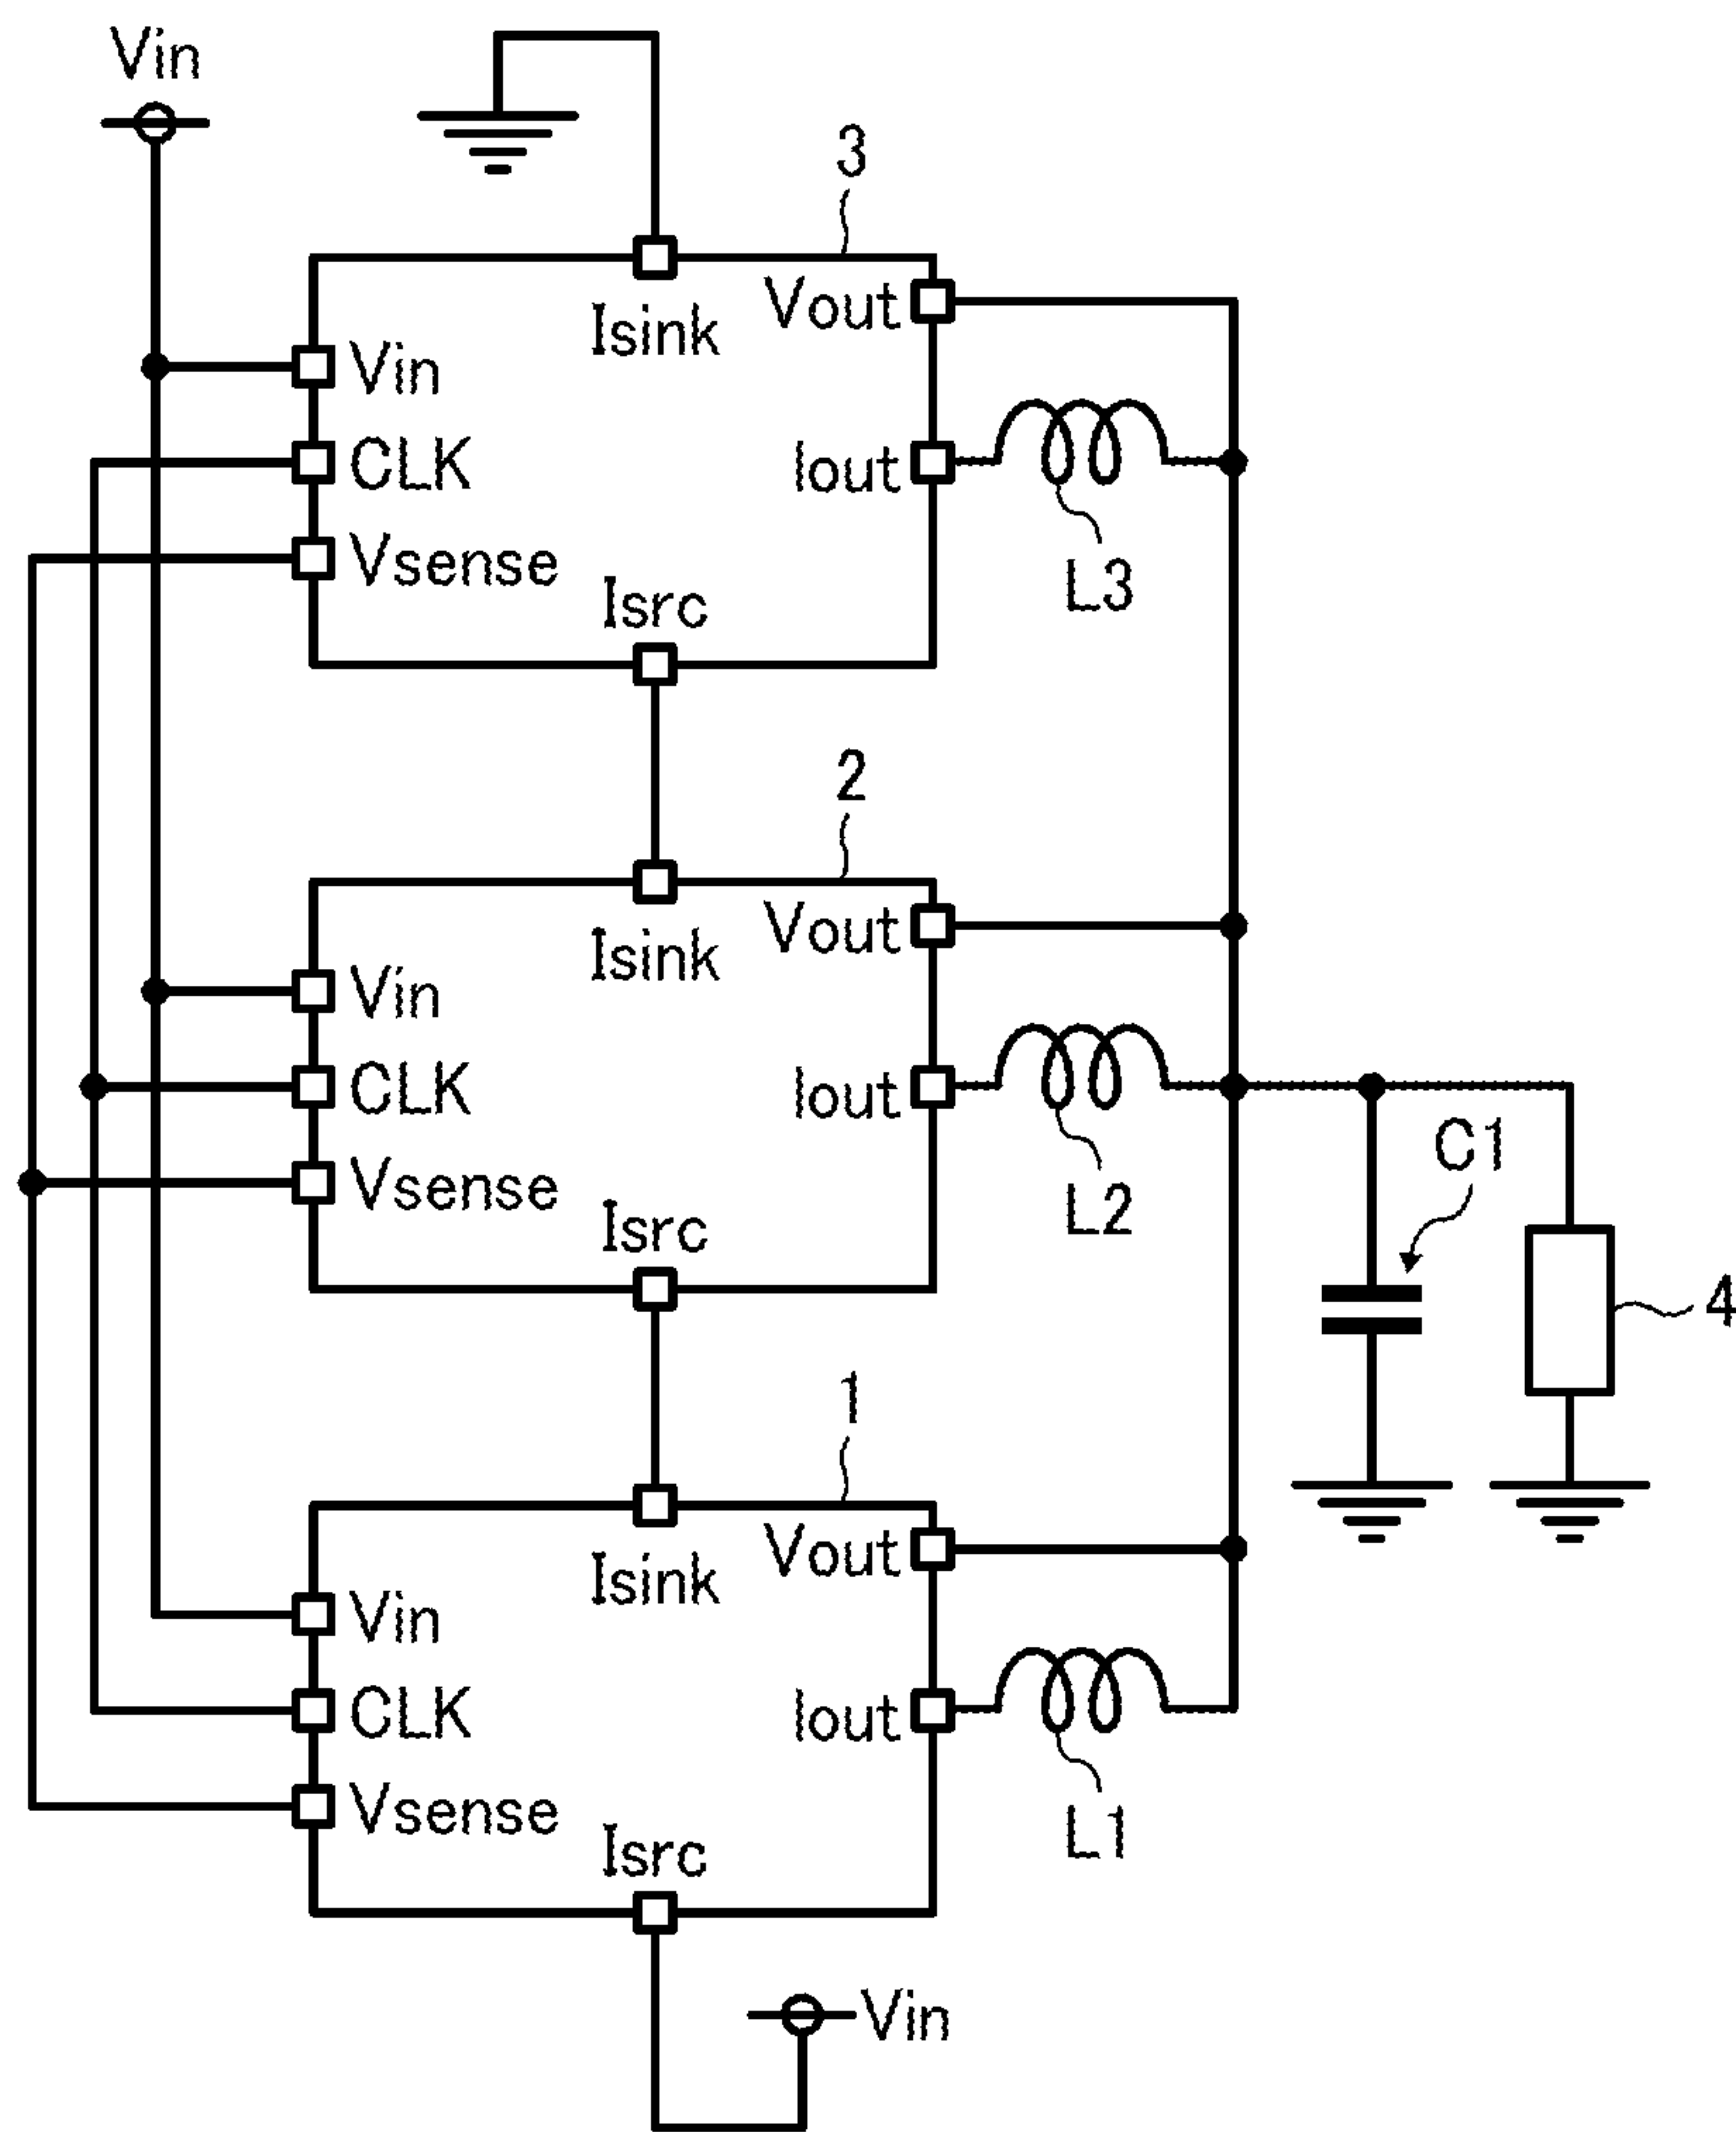 Vin
3
Isink
Vout
Vin
CLK
Iout
Vsense
Isrc
L3
2
Isink
Vout
Vin
CLK
Iout
Vsense
Isrc
L2
C1
4
1
Isink
Vout
Vin
CLK
Iout
Vsense
Isrc
L1
Vin